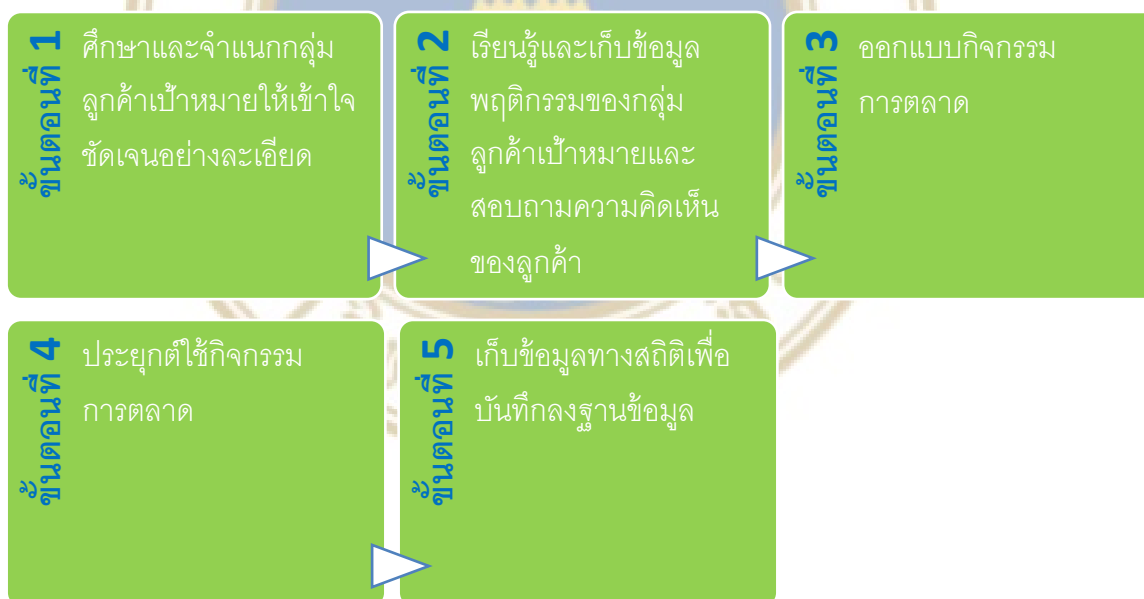 ขั้นตอนที่ 1
ศึกษาและจำแนกกลุ่ม
ลูกค้าเป้าหมายให้เข้าใจ
ชัดเจนอย่างละเอียด
ขั้นตอนที่ 2
เรียนรู้และเก็บข้อมูล
พฤติกรรมของกลุ่ม
ลูกค้าเป้าหมายและ
สอบถามความคิดเห็น
ของลูกค้า
ขั้นตอนที่ 3
ออกแบบกิจกรรม
การตลาด
ขั้นตอนที่ 4
ประยุกต์ใช้กิจกรรม
การตลาด
ขั้นตอนที่ 5
เก็บข้อมูลทางสถิติเพื่อ
บันทึกลงฐานข้อมูล